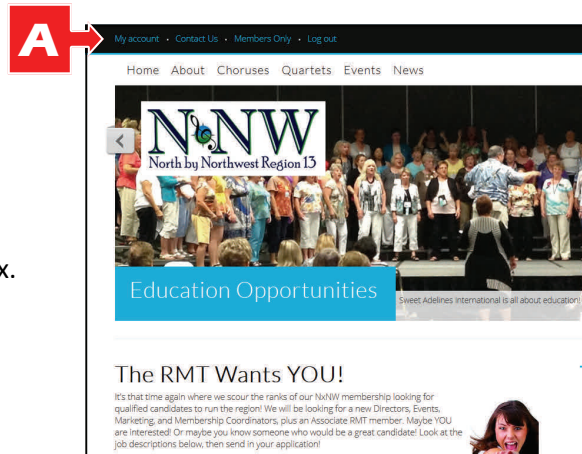 A
My account • Contact Us • Members Only • Log out
Home About Choruses Quartets Events News
NNW
North by Northwest Region 13
x.
Education Opportunities
Sweet Adelines International is all about education!
The RMT Wants YOU!
It's that time again where we scour the ranks of our NxNW membership looking for
qualified candidates to run the region! We will be looking for a new Directors, Events,
Marketing, and Membership Coordinators, plus an Associate RMT member. Maybe YOU
are interested! Or maybe you know someone who would be a great candidate! Look at the
job descriptions below, then send in your application!